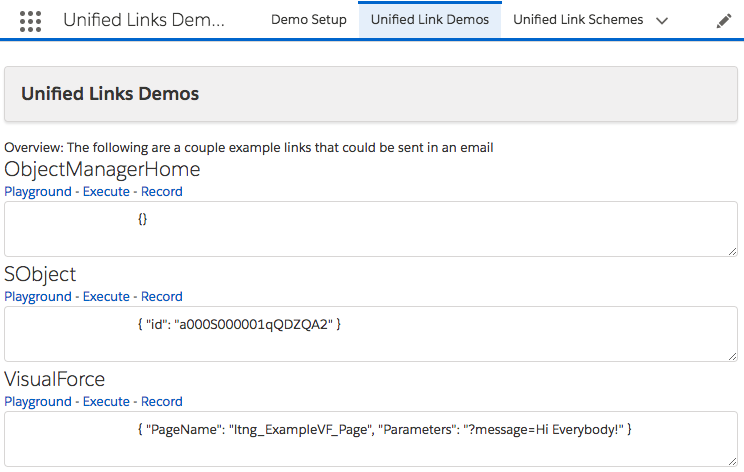 Unified Links Dem... Demo Setup Unified Link Demos Unified Link Schemes
Unified Links Demos
Overview: The following are a couple example links that could be sent in an email
ObjectManagerHome
Playground - Execute - Record
{}
SObject
Playground - Execute - Record
{ "id": "a000S000001qQDZQA2" }
VisualForce
Playground - Execute - Record
{ "PageName": "ltng_ExampleVF_Page", "Parameters": "?message=Hi Everybody!" }